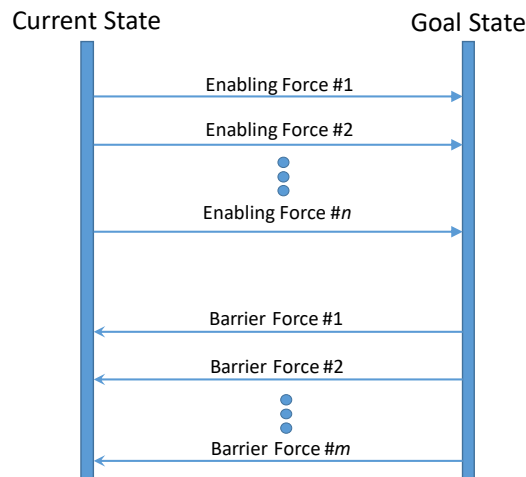 Current State
Goal State
Enabling Force #1
Enabling Force #2
Enabling Force #n
Barrier Force #1
Barrier Force #2
Barrier Force #m